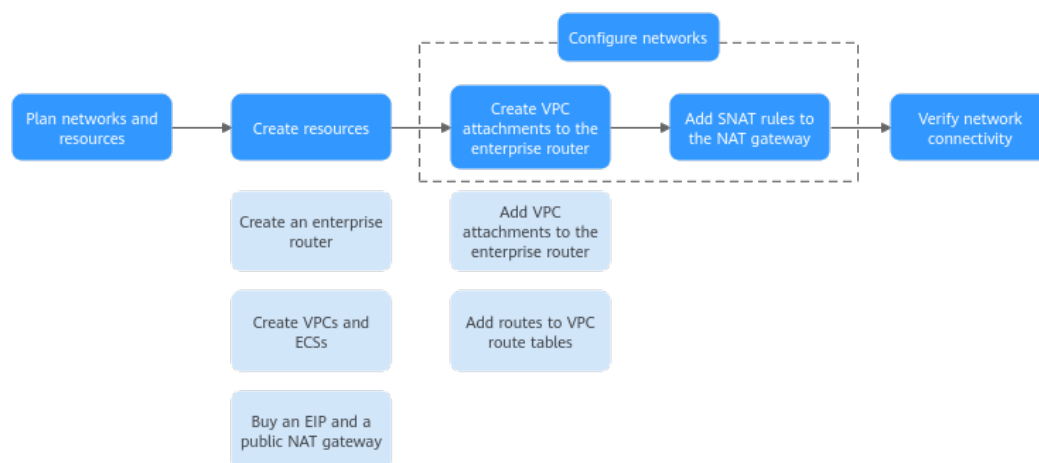 Configure networks
Plan networks and
resources
Create resources
Create VPC
attachments to the
enterprise router
Add SNAT rules to
the NAT gateway
Verify network
connectivity
Create an enterprise
router
Add VPC
attachments to the
enterprise router
Create VPCs and
ECSs
Add routes to VPC
route tables
Buy an EIP and a
public NAT gateway